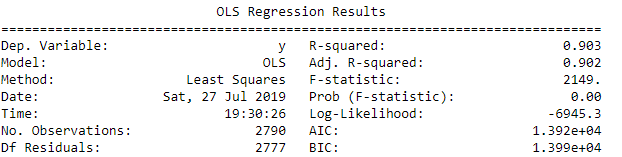 OLS Regression Results
==============================================================================
Dep. Variable:                      y   R-squared:                       0.903
Model:                            OLS   Adj. R-squared:                  0.902
Method:                 Least Squares   F-statistic:                     2149.
Date:                Sat, 27 Jul 2019   Prob (F-statistic):               0.00
Time:                        19:30:26   Log-Likelihood:                -6945.3
No. Observations:                2790   AIC:                         1.392e+04
Df Residuals:                    2777   BIC:                         1.399e+04